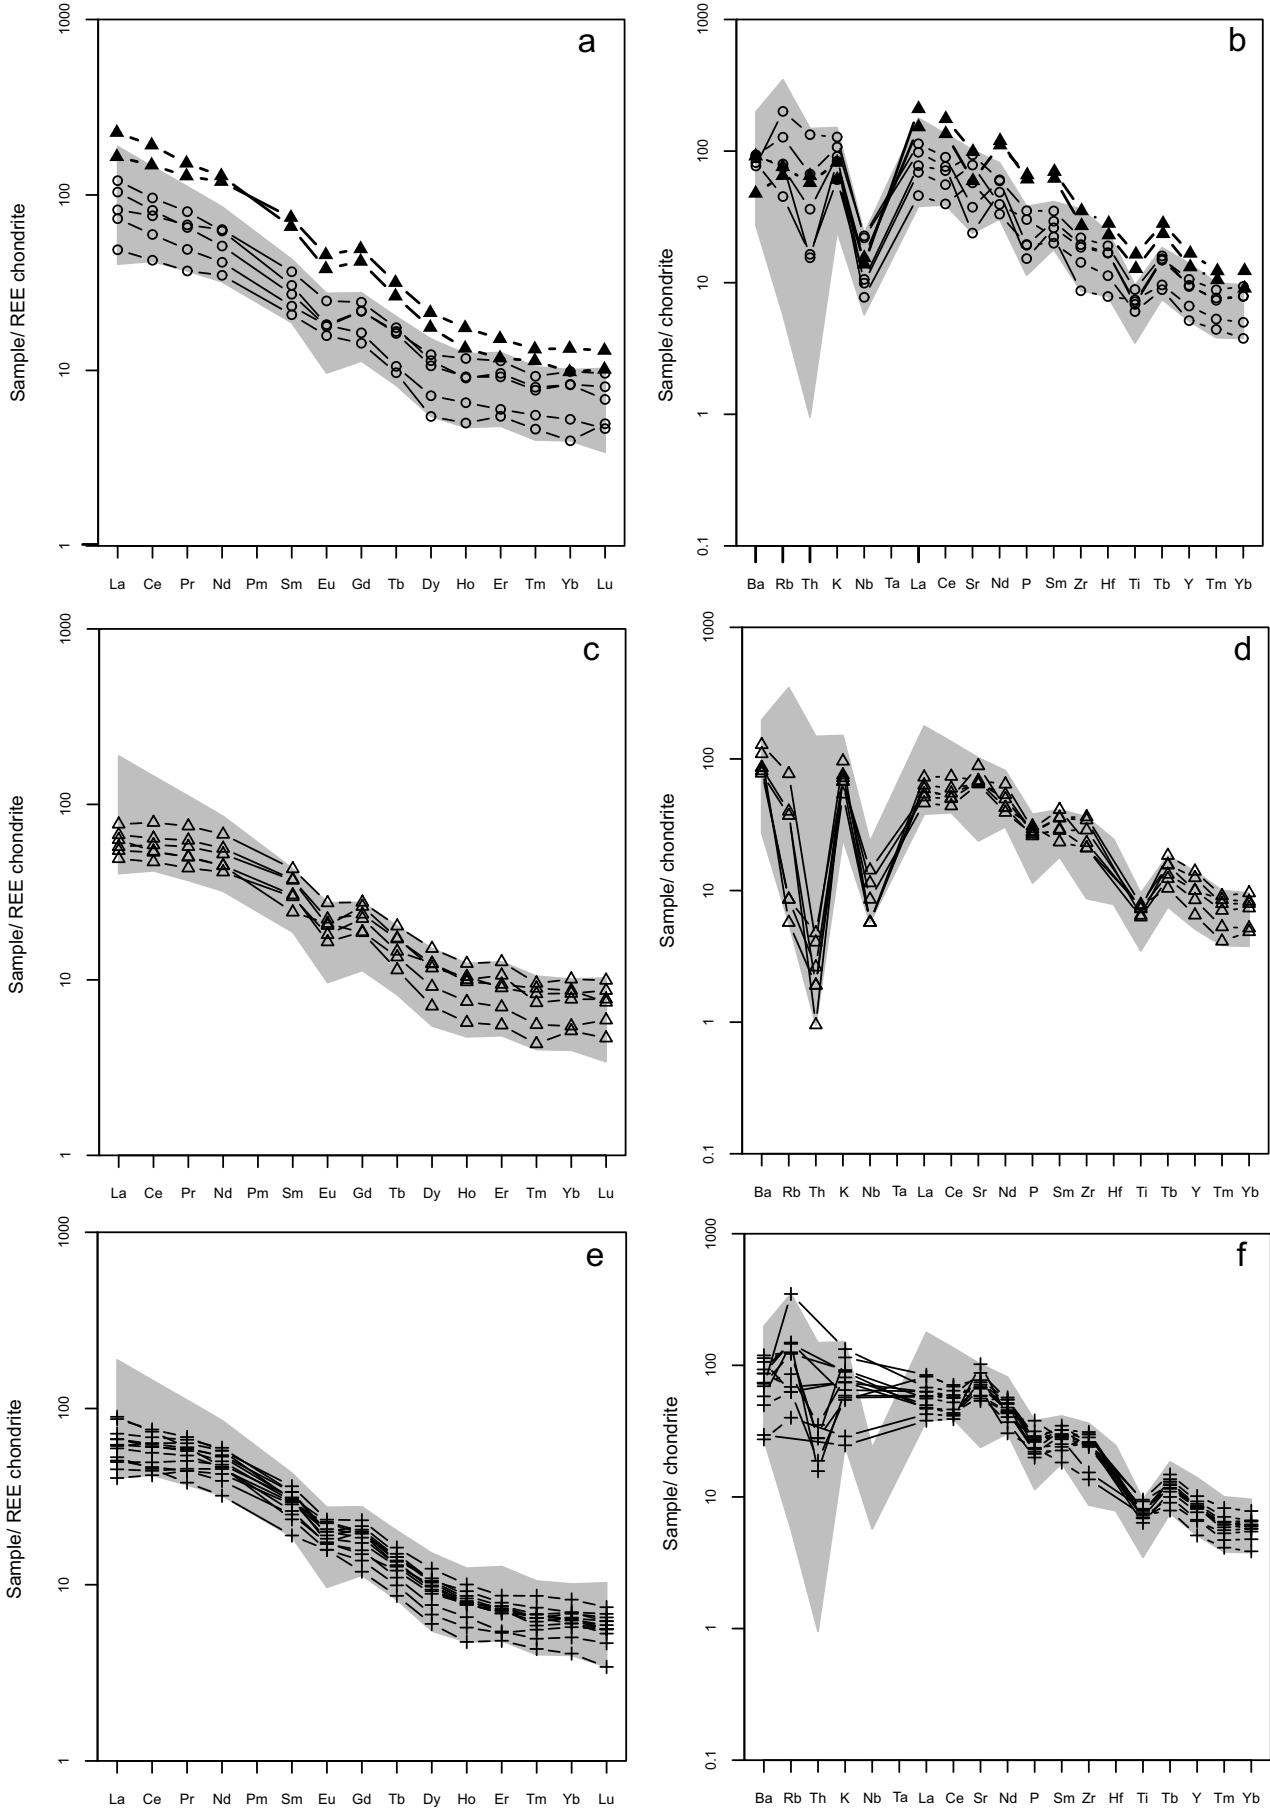 a
1000
100
10
1
Sample/ REE chondrite
La Ce Pr Nd Pm Sm Eu Gd Tb Dy Ho Er Tm Yb Lu
b
1000
100
10
1
0.1
Sample/ chondrite
Ba Rb Th K Nb Ta La Ce Sr Nd P Sm Zr Hf Ti Tb Y Tm Yb
c
1000
100
10
1
Sample/ REE chondrite
La Ce Pr Nd Pm Sm Eu Gd Tb Dy Ho Er Tm Yb Lu
d
1000
100
10
1
0.1
Sample/ chondrite
Ba Rb Th K Nb Ta La Ce Sr Nd P Sm Zr Hf Ti Tb Y Tm Yb
e
1000
100
10
1
Sample/ REE chondrite
La Ce Pr Nd Pm Sm Eu Gd Tb Dy Ho Er Tm Yb Lu
f
1000
100
10
1
0.1
Sample/ chondrite
Ba Rb Th K Nb Ta La Ce Sr Nd P Sm Zr Hf Ti Tb Y Tm Yb